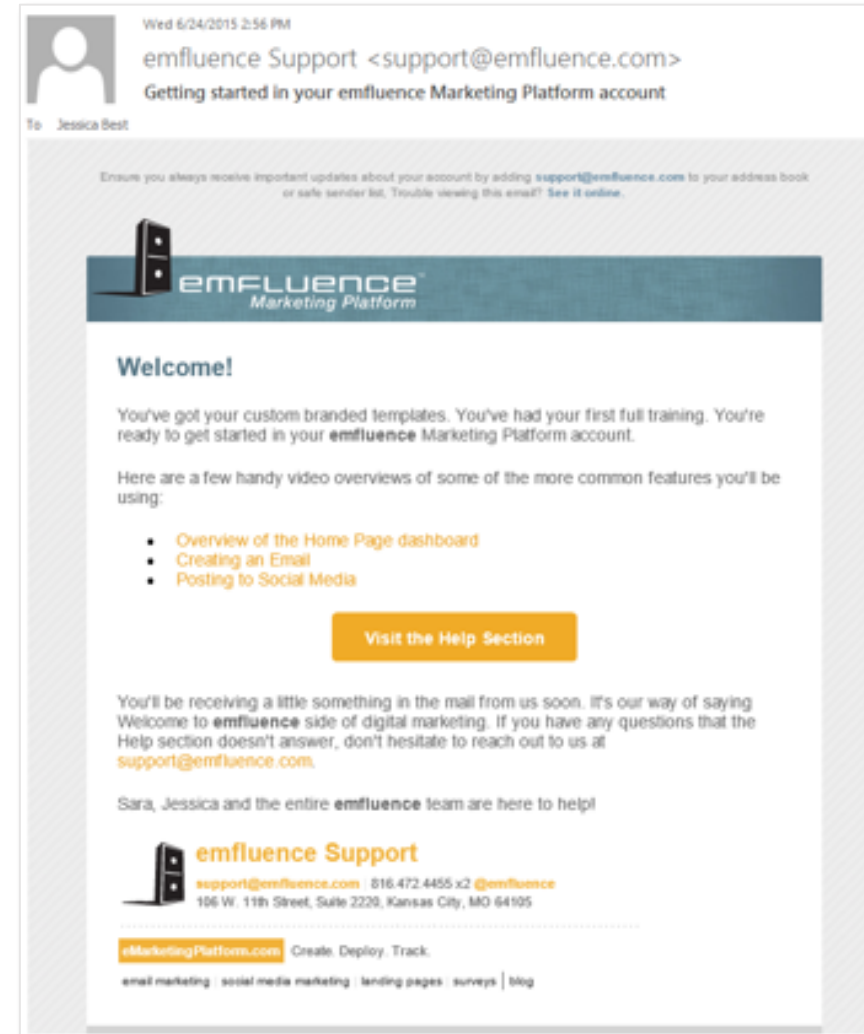 Wed 6/24/2015 2:56 PM
emfluence Support <support@emfluence.com>
Getting started in your emfluence Marketing Platform account
To Jessica Best
Ensure you always receive important updates about your account by adding support@emfluence.com to your address book
or safe sender list. Trouble viewing this email? See it online.
emfluence™
Marketing Platform
Welcome!
You've got your custom branded templates. You've had your first full training. You're
ready to get started in your emfluence Marketing Platform account.
Here are a few handy video overviews of some of the more common features you'll be
using:
• Overview of the Home Page dashboard
• Creating an Email
• Posting to Social Media
Visit the Help Section
You'll be receiving a little something in the mail from us soon. It's our way of saying
Welcome to emfluence side of digital marketing. If you have any questions that the
Help section doesn't answer, don't hesitate to reach out to us at
support@emfluence.com.
Sara, Jessica and the entire emfluence team are here to help!
emfluence Support
support@emfluence.com | 816.472.4455 x2 @emfluence
106 W. 11th Street, Suite 2220, Kansas City, MO 64105
eMarketingPlatform.com Create. Deploy. Track.
email marketing | social media marketing | landing pages | surveys | blog